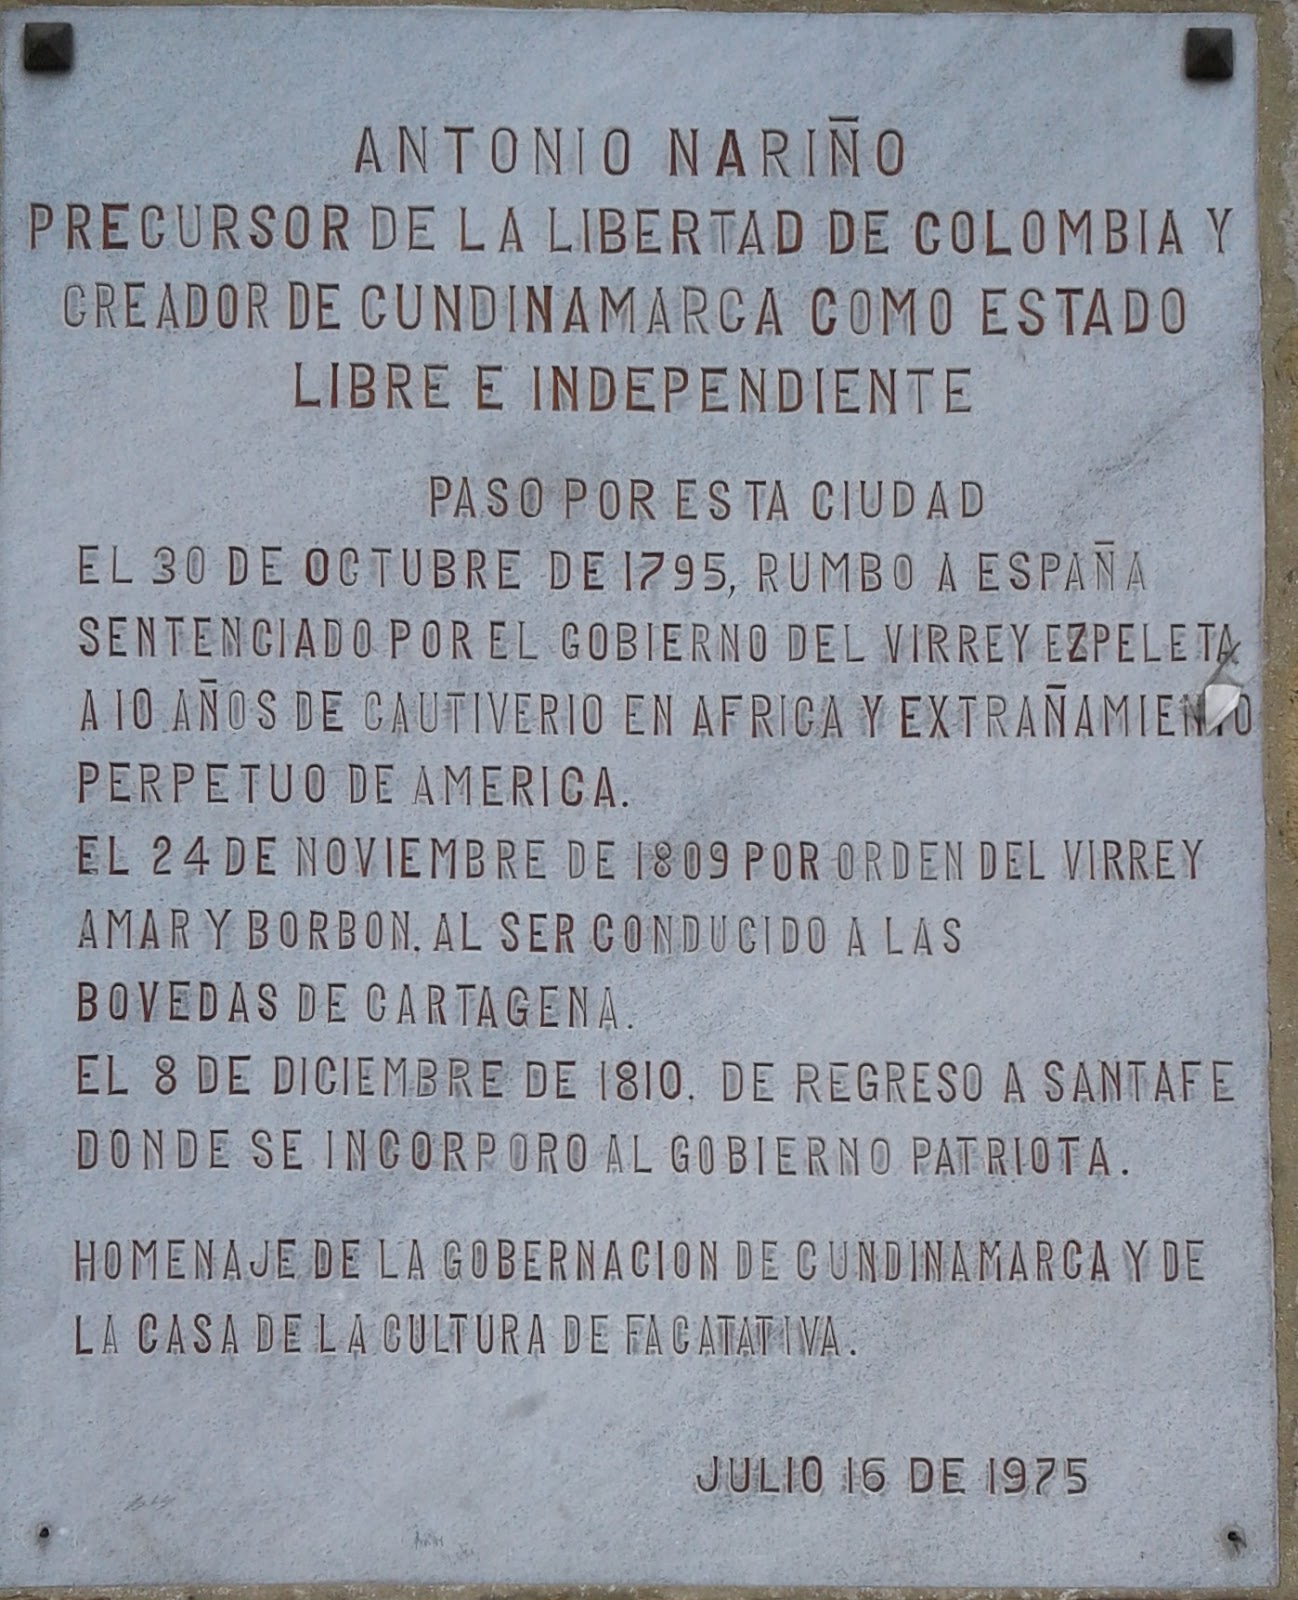 ANTONIO NARIÑO
PRECURSOR DE LA LIBERTAD DE COLOMBIA Y
CREADOR DE CUNDINAMARCA COMO ESTADO
LIBRE E INDEPENDIENTE
PASO POR ESTA CIUDAD
EL 30 DE OCTUBRE DE 1795, RUMBO A ESPAÑA
SENTENCIADO POR EL GOBIERNO DEL VIRREY EZPELETA
A 10 AÑOS DE CAUTIVERIO EN AFRICA Y EXTRAÑAMIENTO
PERPETUO DE AMERICA.
EL 24 DE NOVIEMBRE DE 1809 POR ORDEN DEL VIRREY
AMAR Y BORBON, AL SER CONDUCIDO A LAS
BOVEDAS DE CARTAGENA.
EL 8 DE DICIEMBRE DE 1810. DE REGRESO A SANTAFE
DONDE SE INCORPORO AL GOBIERNO PATRIOTA.
HOMENAJE DE LA GOBERNACION DE CUNDINAMARCA Y DE
LA CASA DE LA CULTURA DE FACATATIVA.
JULIO 16 DE 1975